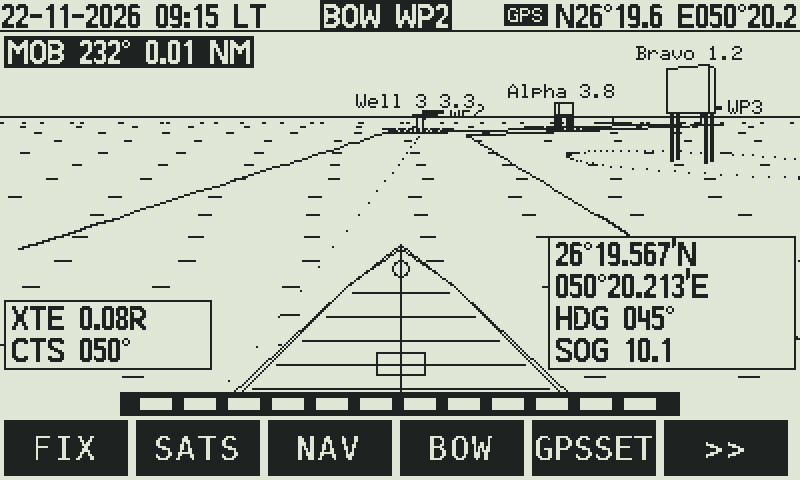 22-11-2026 09:15 LT BOW WP2 GPS N26°19.6 E050°20.2
MOB 232° 0.01 NM
Bravo 1.2
Alpha 3.8
Well 3 3.3
WP3
26°19.567'N
050°20.213'E
HDG 045°
SOG 10.1
XTE 0.08R
CTS 050°
FIX SATS NAV BOW GPSSET >>